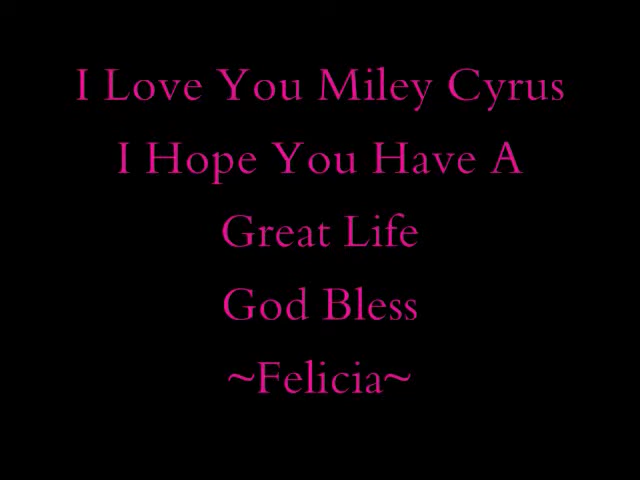 I Love You Miley Cyrus
I Hope You Have A
Great Life
God Bless
~Felicia~